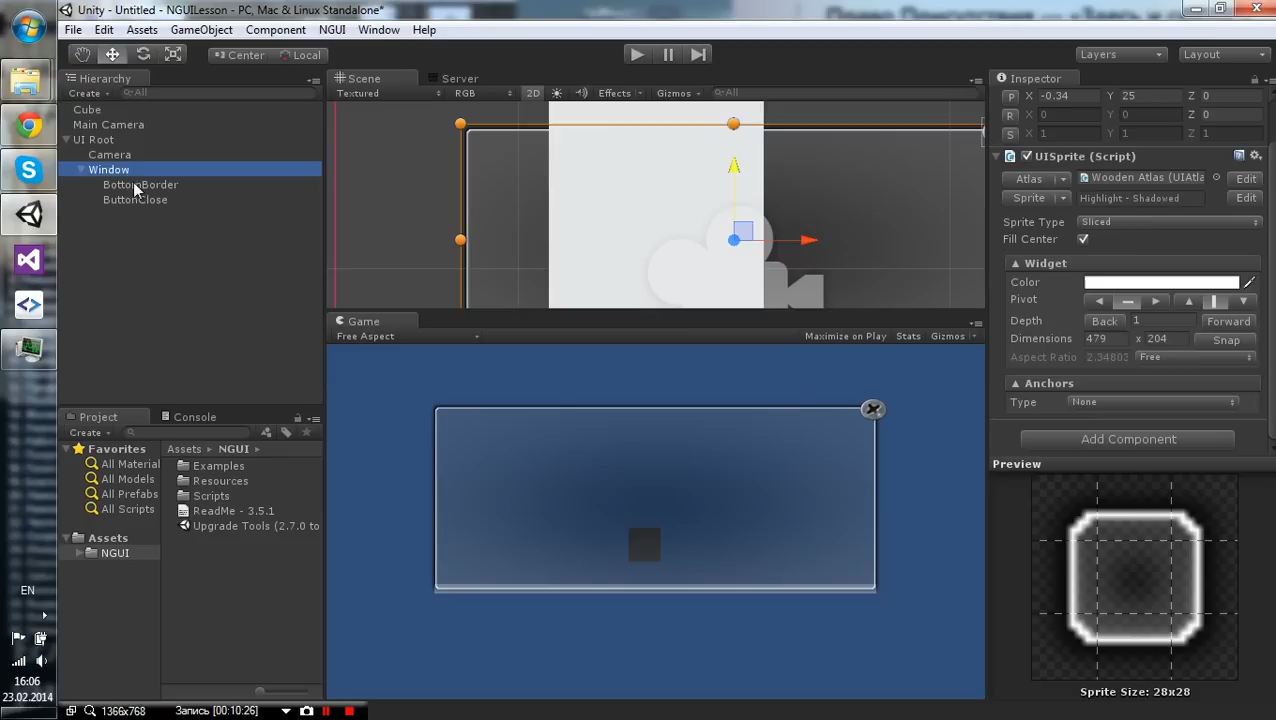 Unity - Untitled - NGUILesson - PC, Mac & Linux Standalone*
File Edit Assets GameObject Component NGUI Window Help
Center Local Layers Layout
Hierarchy
Create All
Cube
Main Camera
UI Root
Camera
Window
BottomBorder
ButtonClose
Scene Server
Textured RGB 2D Effects Gizmos All
Game
Free Aspect Maximize on Play Stats Gizmos
Inspector
P X -0.34 Y 25 Z 0
R X 0 Y 0 Z 0
S X 1 Y 1 Z 1
UISprite (Script)
Atlas Wooden Atlas (UIAtla Edit
Sprite Highlight - Shadowed Edit
Sprite Type Sliced
Fill Center
Widget
Color
Pivot
Depth Back 1 Forward
Dimensions 479 x 204 Snap
Aspect Ratio 2.34803 Free
Anchors
Type None
Add Component
Preview
Sprite Size: 28x28
Project Console
Create
Favorites
All Material
All Models
All Prefabs
All Scripts
Assets
NGUI
Assets NGUI
Examples
Resources
Scripts
ReadMe - 3.5.1
Upgrade Tools (2.7.0 to
EN
16:06
23.02.2014
1366x768 Запись [00:10:26]